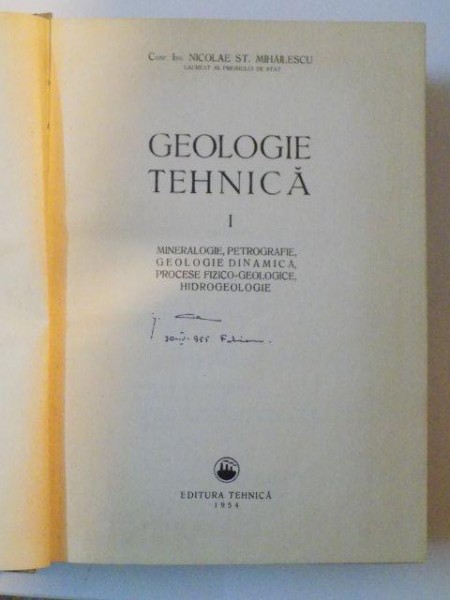 Conf. Ing. NICOLAE ST. MIHĂILESCU
LAUREAT AL PREMIULUI DE STAT
GEOLOGIE
TEHNICĂ
I
MINERALOGIE, PETROGRAFIE,
GEOLOGIE DINAMICA,
PROCESE FIZICO-GEOLOGICE,
HIDROGEOLOGIE
EDITURA TEHNICĂ
1954